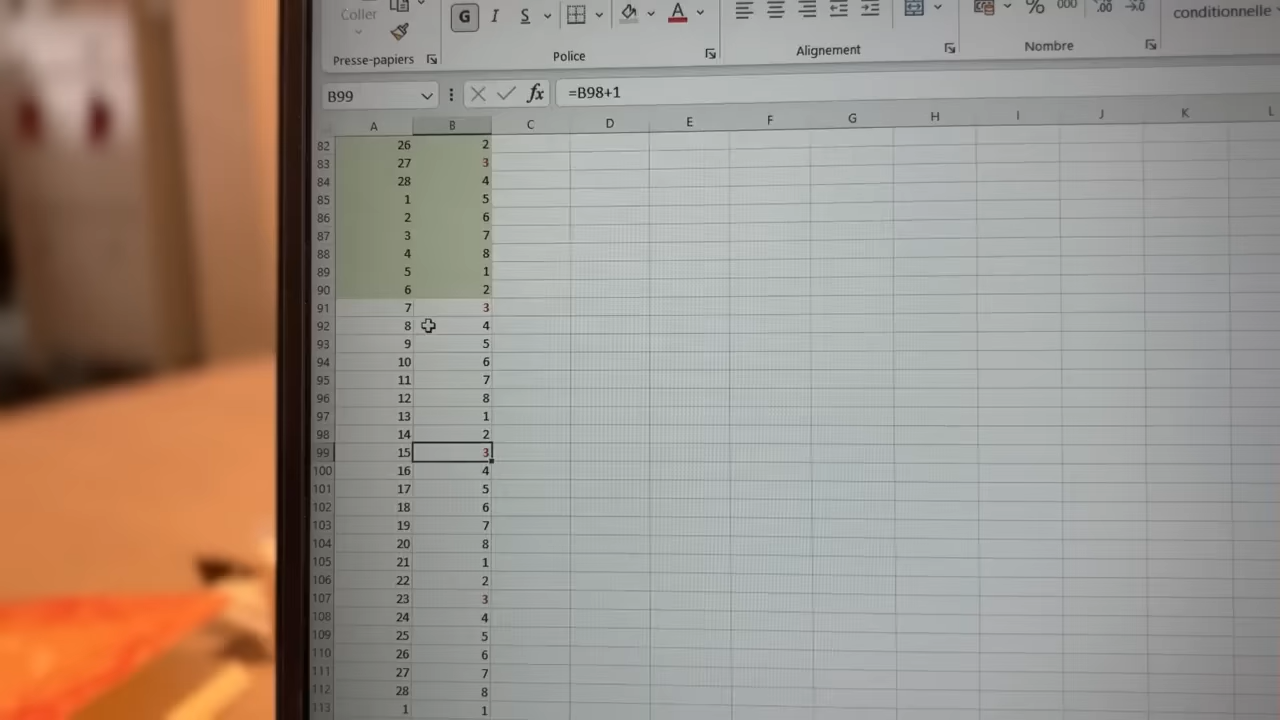 Coller
G I S A % 000 ,00 →,0
conditionnelle
Presse-papiers Police Alignement Nombre
B99 fx =B98+1
A B C D E F G H I J K L
82 26 2
83 27 3
84 28 4
85 1 5
86 2 6
87 3 7
88 4 8
89 5 1
90 6 2
91 7 3
92 8 4
93 9 5
94 10 6
95 11 7
96 12 8
97 13 1
98 14 2
99 15 3
100 16 4
101 17 5
102 18 6
103 19 7
104 20 8
105 21 1
106 22 2
107 23 3
108 24 4
109 25 5
110 26 6
111 27 7
112 28 8
113 1 1